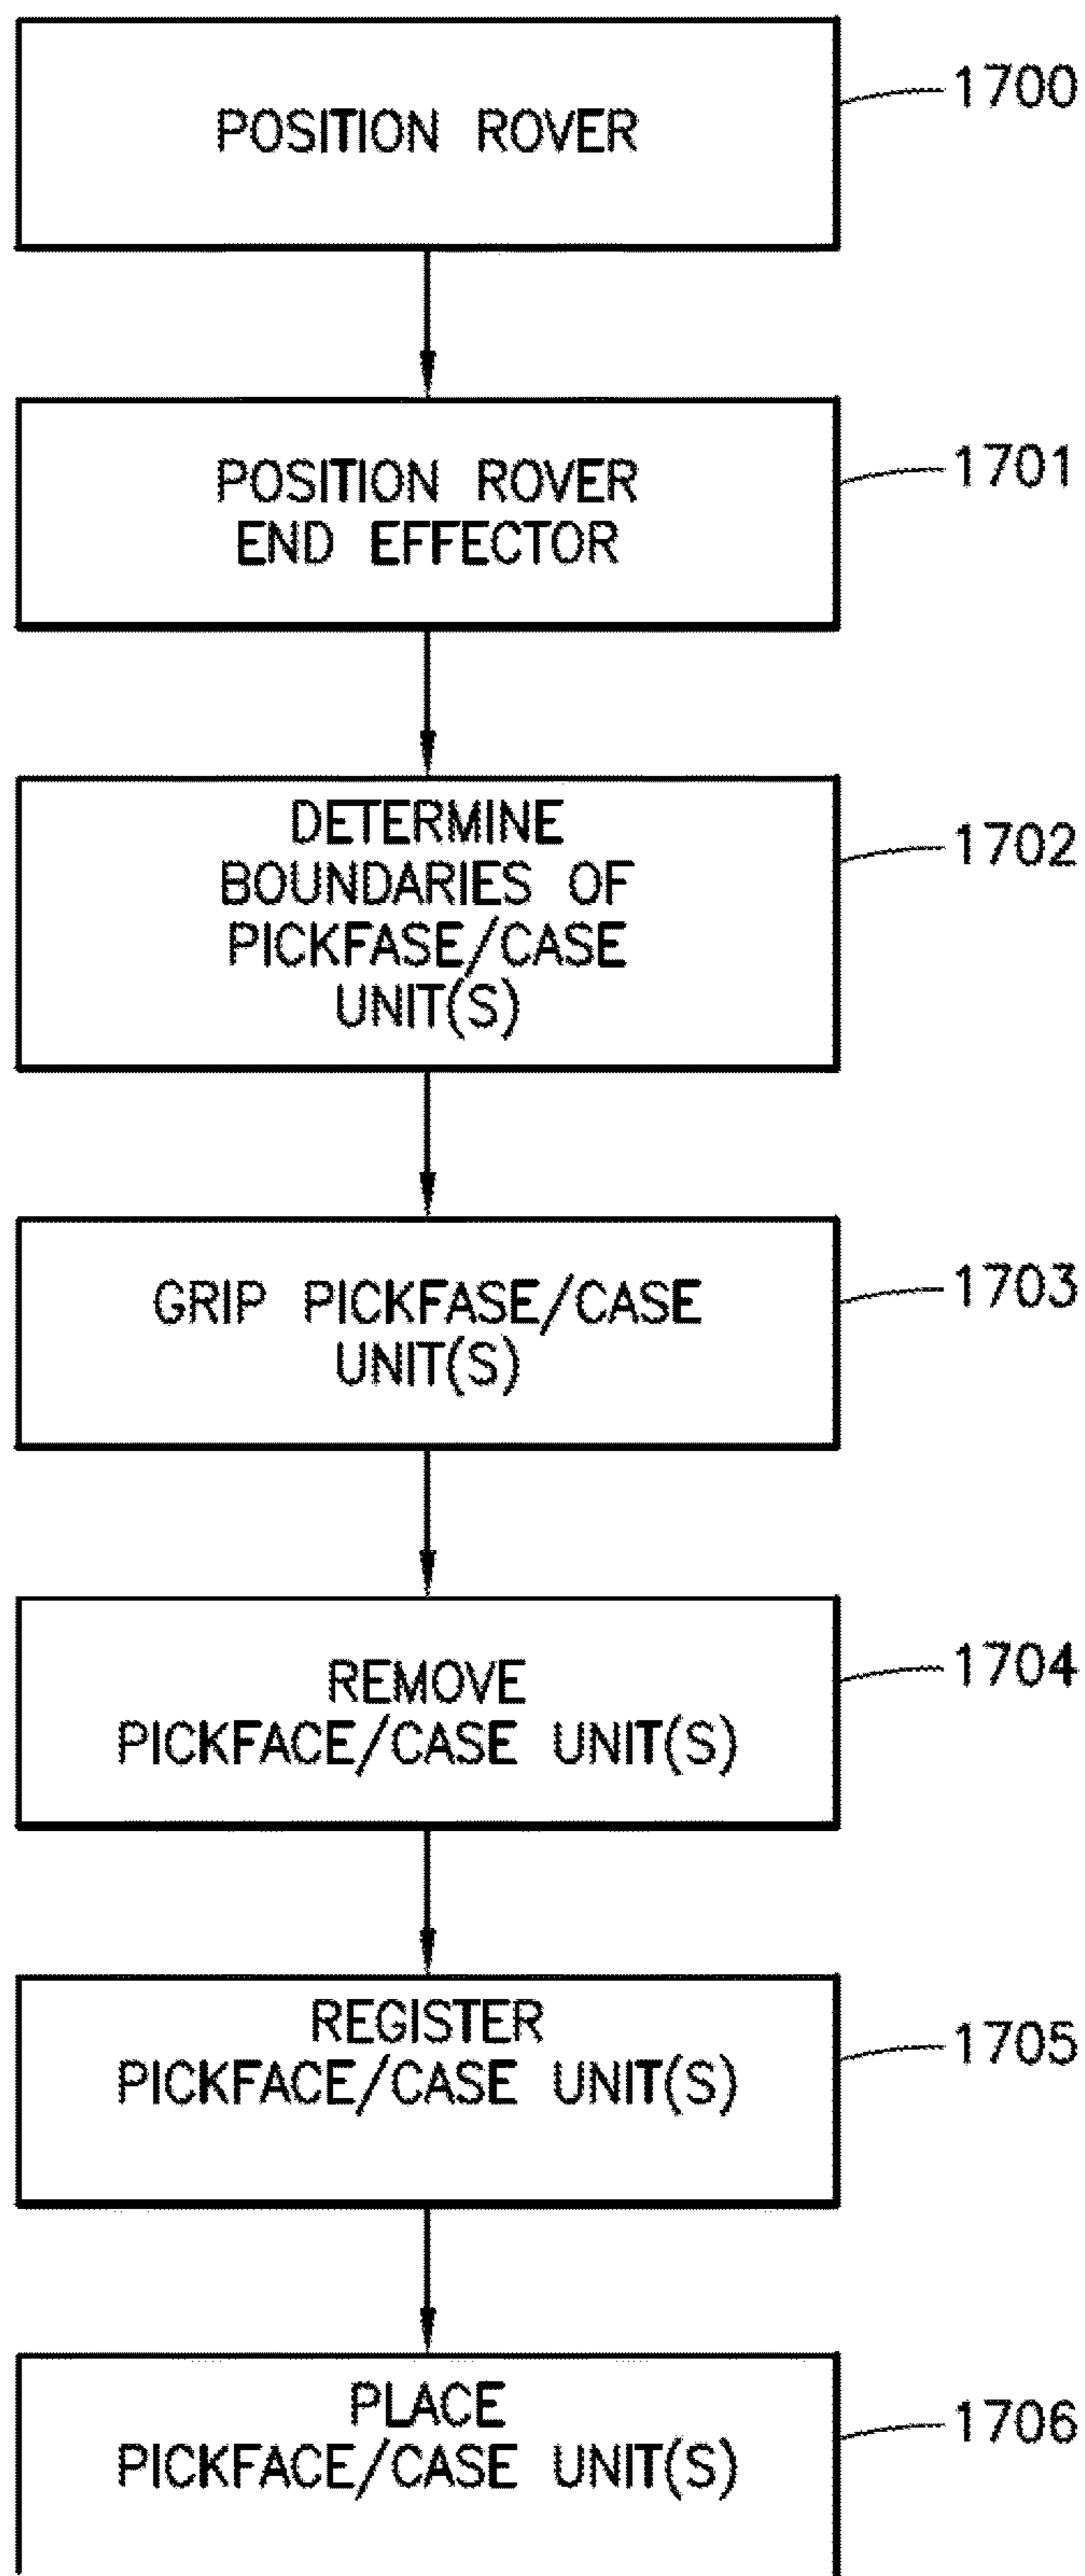 POSITION ROVER
1700
POSITION ROVER
END EFFECTOR
1701
DETERMINE
BOUNDARIES OF
PICKFASE/CASE
UNIT(S)
1702
GRIP PICKFASE/CASE
UNIT(S)
1703
REMOVE
PICKFACE/CASE UNIT(S)
1704
REGISTER
PICKFACE/CASE UNIT(S)
1705
PLACE
PICKFACE/CASE UNIT(S)
1706